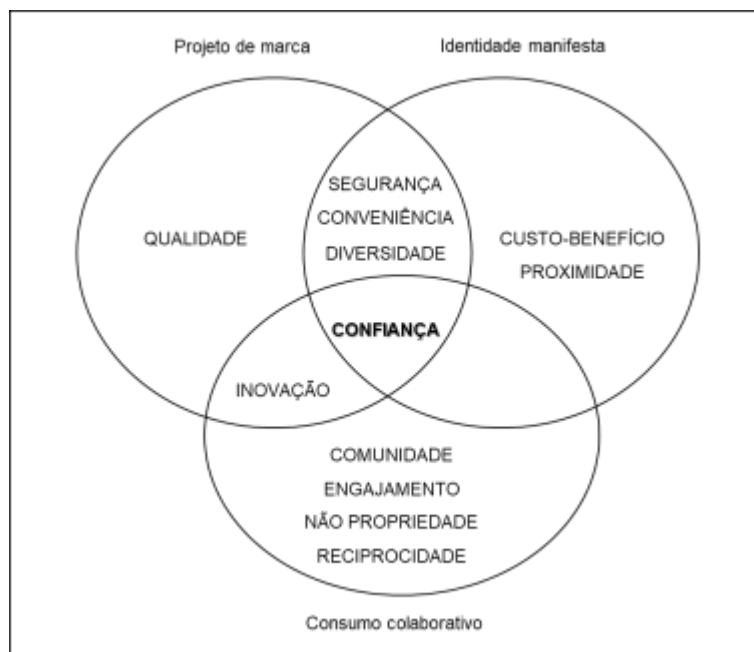 Projeto de marca
Identidade manifesta
SEGURANÇA
CONVENIÊNCIA
QUALIDADE
DIVERSIDADE
CUSTO-BENEFÍCIO
PROXIMIDADE
CONFIANÇA
INOVAÇÃO
COMUNIDADE
ENGAJAMENTO
NÃO PROPRIEDADE
RECIPROCIDADE
Consumo colaborativo